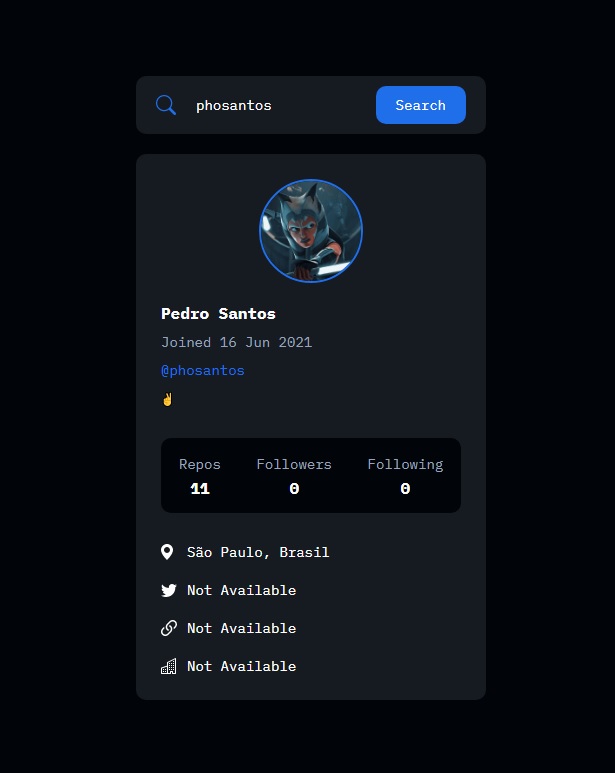 phosantos Search
Pedro Santos
Joined 16 Jun 2021
@phosantos
✌
Repos Followers Following
11 0 0
São Paulo, Brasil
Not Available
Not Available
Not Available